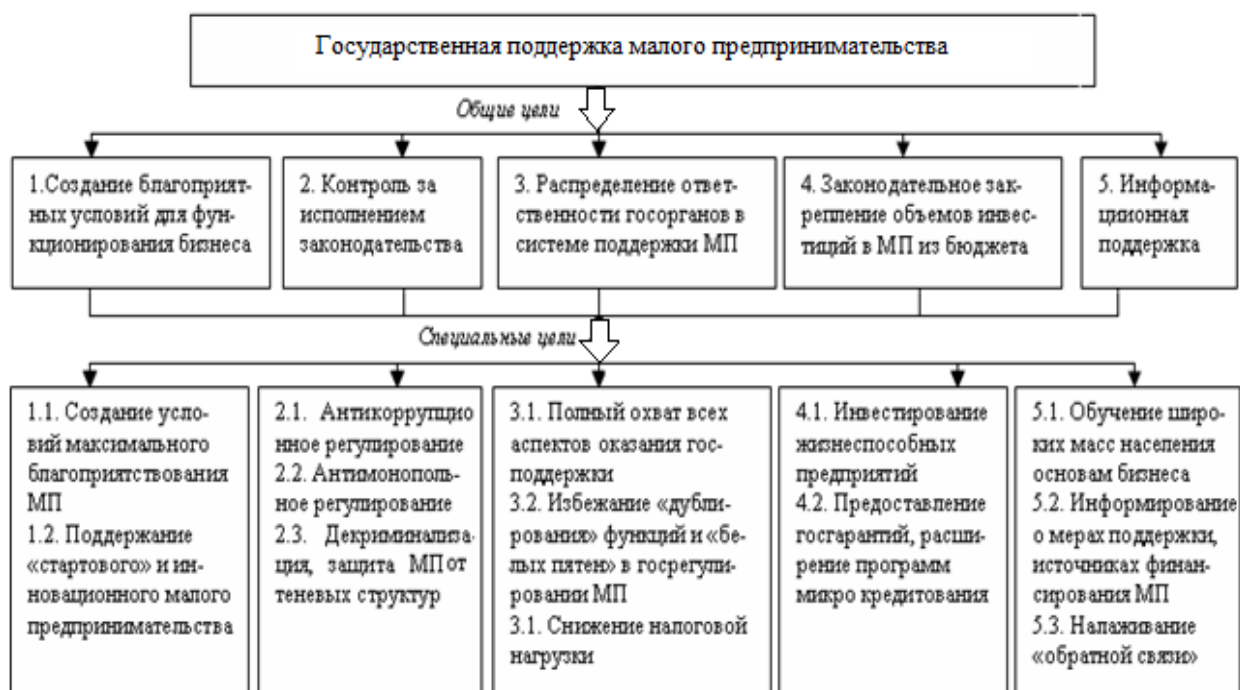 Государственная поддержка малого предпринимательства
Общие цели
1.Создание благоприят-
ных условий для фун-
кционирования бизнеса
2. Контроль за
исполнением
законодательства
3. Распределение ответ-
ственности госорганов в
системе поддержки МП
4. Законодательное зак-
репление объемов инвес-
тиций в МП из бюджета
5. Информа-
циионная
поддержка
Специальные цели
1.1. Создание усло-
вий максимального
благоприятствования
МП
1.2. Поддержание
«стартового» и ин-
новационного малого
предпринимательства
2.1. Антикоррупцио
нное регулирование
2.2. Антимонополь-
ное регулирование
2.3. Декриминализа-
ция, защита МП от
теневых структур
3.1. Полный охват всех
аспектов оказания гос-
поддержки
3.2. Избежание «дубли-
рования» функций и «бе-
лых пятен» в госрегули-
ровании МП
3.1. Снижение налоговой
нагрузки
4.1. Инвестирование
жизнеспособных
предприятий
4.2. Предоставление
госгарантий, расши-
рение программ
микро кредитования
5.1. Обучение широ-
ких масс населения
основам бизнеса
5.2. Информирование
о мерах поддержки,
источниках финан-
сирования МП
5.3. Налаживание
«обратной связи»